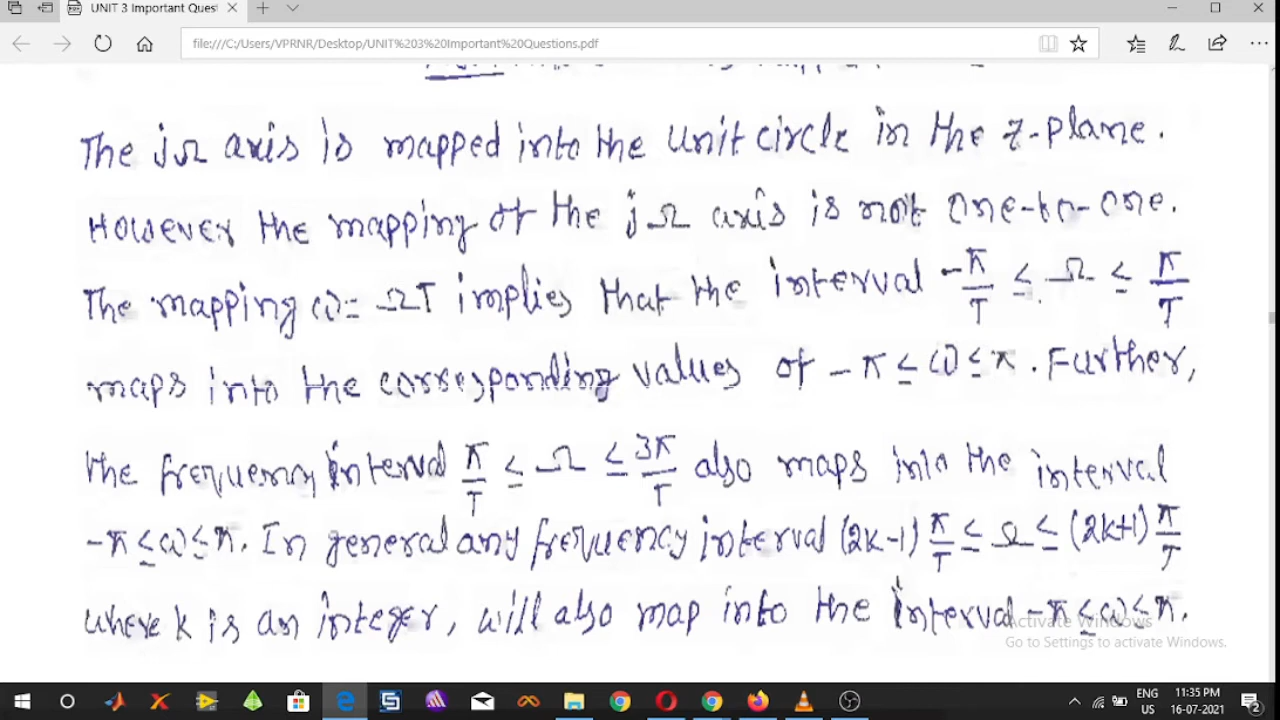 UNIT 3 Important Quest
file:///C:/Users/VPRNR/Desktop/UNIT%203%20Important%20Questions.pdf
The jΩ axis is mapped into the unit circle in the z-plane.
However the mapping of the jΩ axis is not one-to-one.
The mapping ω = ΩT implies that the interval -π/T ≤ Ω ≤ π/T
maps into the corresponding values of -π ≤ ω ≤ π. Further,
the frequency interval π/T ≤ Ω ≤ 3π/T also maps into the interval
-π ≤ ω ≤ π. In general any frequency interval (2k-1) π/T ≤ Ω ≤ (2k+1) π/T
where k is an integer, will also map into the interval -π ≤ ω ≤ π.
Activate Windows
Go to Settings to activate Windows.
ENG 11:35 PM
US 16-07-2021
2